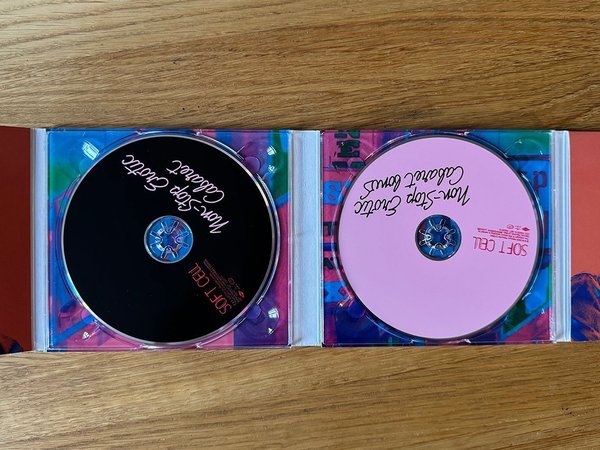 Non-Stop Erotic
Cabaret
SOFT CELL
Non-Stop Erotic
Cabaret bonus
SOFT CELL